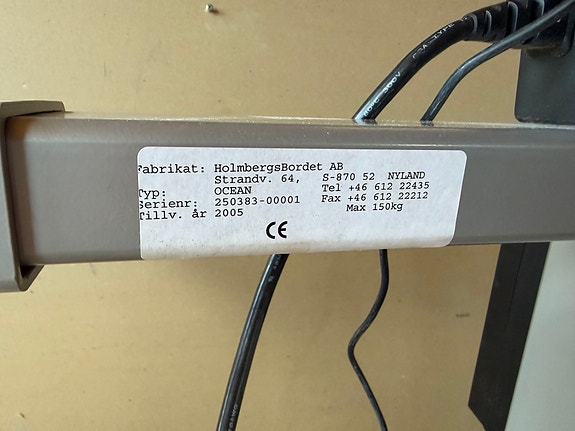 Fabrikat: HolmbergsBordet AB
Strandv. 64, S-870 52 NYLAND
Typ: OCEAN Tel +46 612 22435
Serienr: 250383-00001 Fax +46 612 22212
Tillv. år 2005 Max 150kg
CE
300V